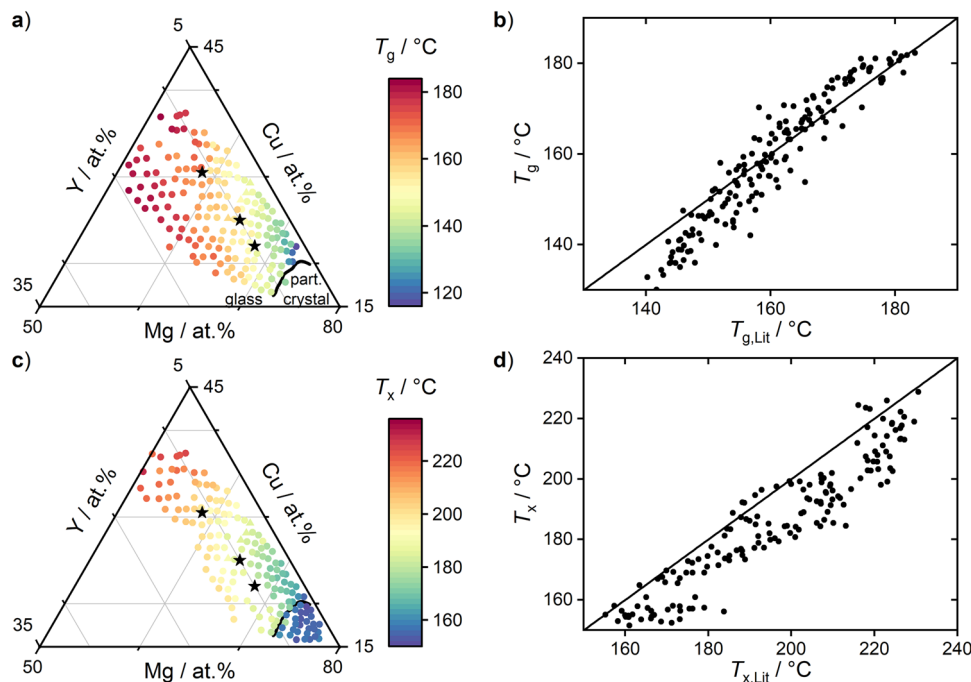 a)
5
45
T_g / °C
180
160
140
120
Y / at.%
Cu / at.%
35
15
50
80
Mg / at.%
glass
part.
crystal
b)
180
160
140
T_g / °C
140
160
180
T_g,Lit / °C
c)
5
45
T_x / °C
220
200
180
160
Y / at.%
Cu / at.%
35
15
50
80
Mg / at.%
d)
240
220
200
180
160
T_x / °C
160
180
200
220
240
T_x,Lit / °C